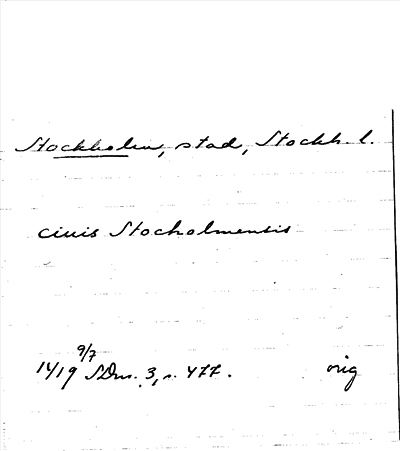 Stockholm, stad, Stockh. l.
ciuis Stocholmensis
1419 9/7 SDns. 3, s. 477. orig